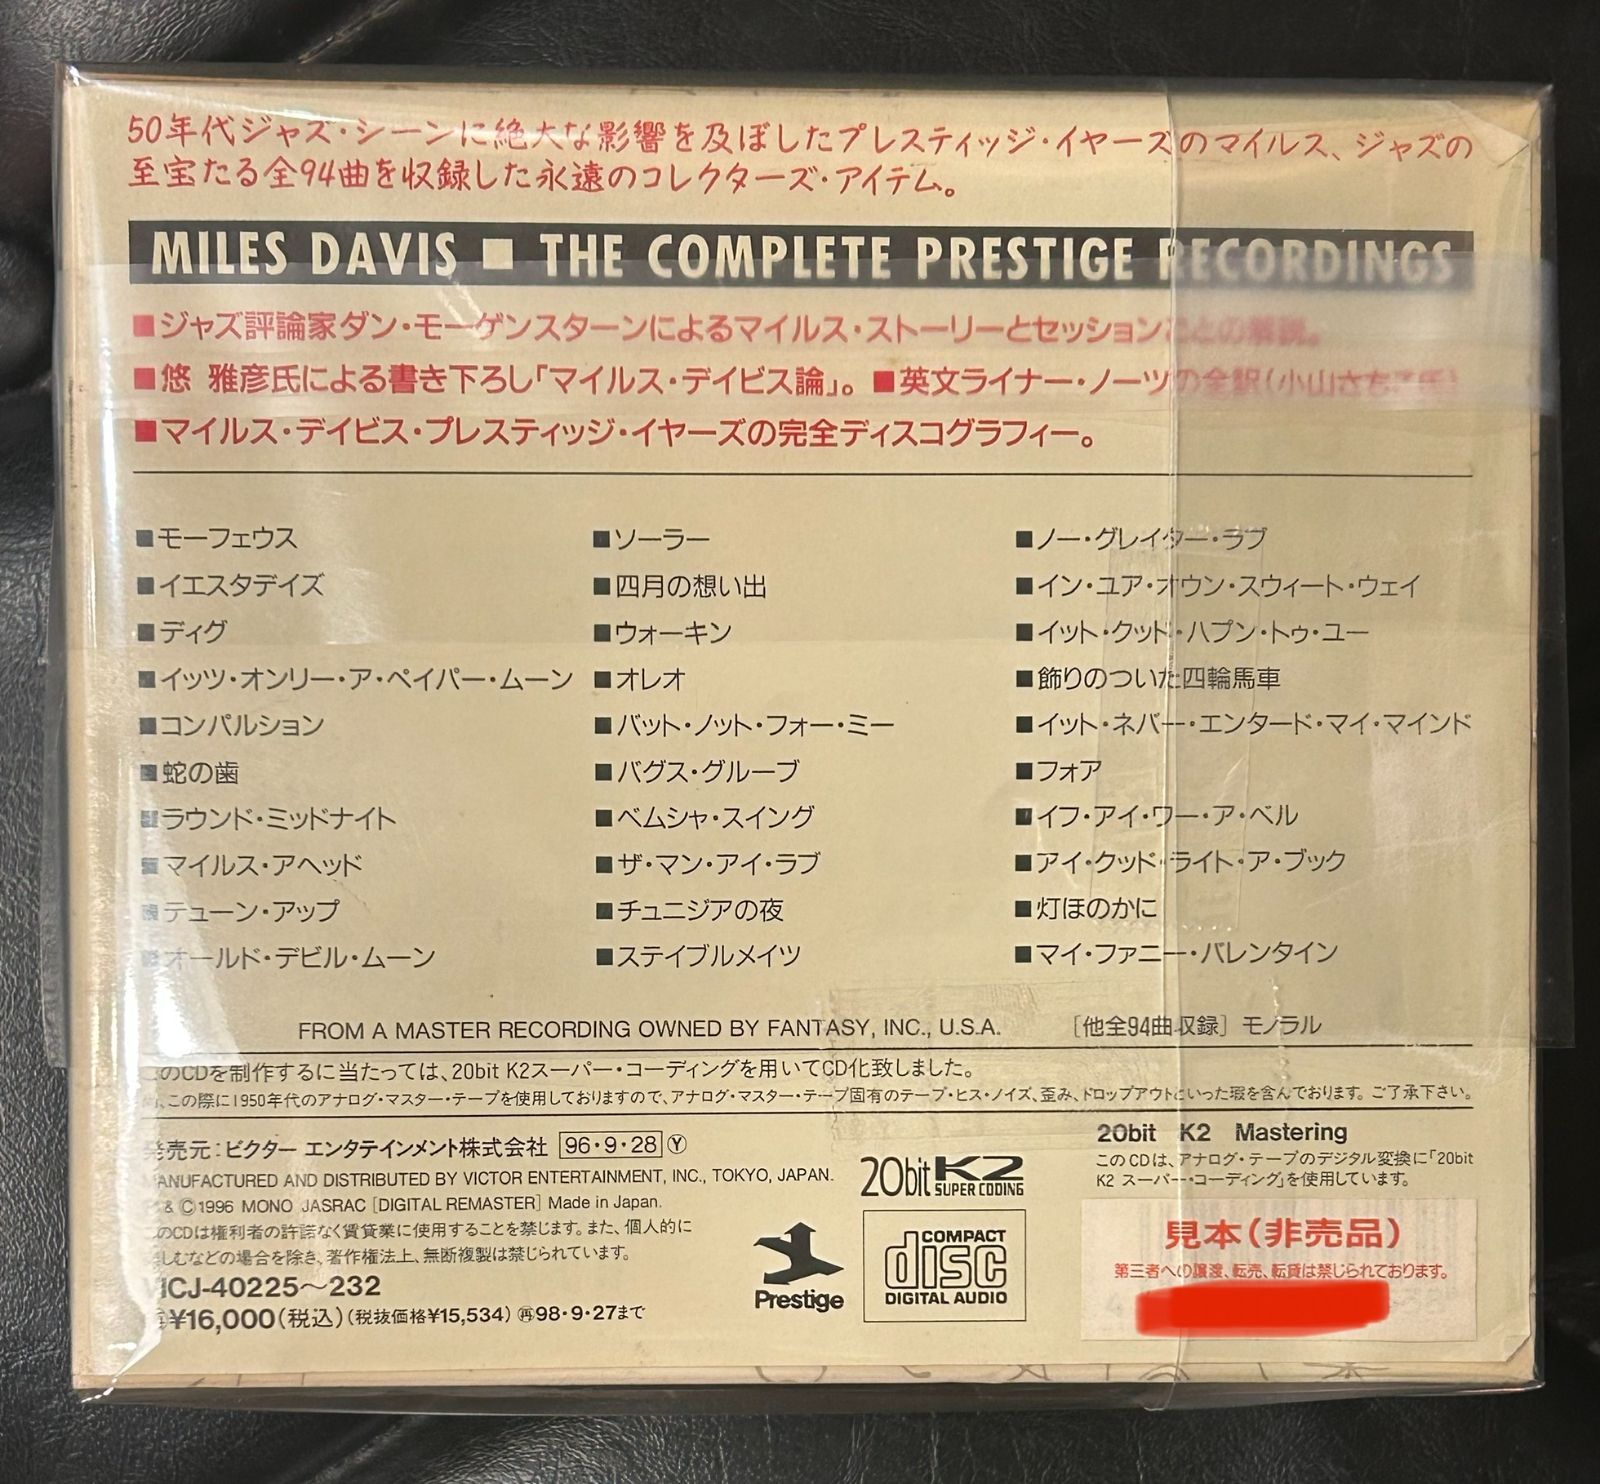 50年代ジャズ・シーンに絶大な影響を及ぼしたプレスティッジ・イヤーズのマイルス、ジャズの
至宝たる全94曲を収録した永遠のコレクターズ・アイテム。
MILES DAVIS ■ THE COMPLETE PRESTIGE RECORDINGS
■ジャズ評論家ダン・モーゲンスターンによるマイルス・ストーリーとセッションごとの解説。
■悠 雅彦氏による書き下ろし「マイルス・デイビス論」。■英文ライナー・ノーツの全訳(小山さち子氏)
■マイルス・デイビス・プレスティッジ・イヤーズの完全ディスコグラフィー。
■モーフェウス
■イエスタデイズ
■ディグ
■イッツ・オンリー・ア・ペイパー・ムーン
■コンパルション
■蛇の歯
■ラウンド・ミッドナイト
■マイルス・アヘッド
■テューン・アップ
■オールド・デビル・ムーン
■ソーラー
■四月の想い出
■ウォーキン
■オレオ
■バット・ノット・フォー・ミー
■バグス・グルーブ
■ベムシャ・スイング
■ザ・マン・アイ・ラブ
■チュニジアの夜
■ステイブルメイツ
■ノー・グレイター・ラブ
■イン・ユア・オウン・スウィート・ウェイ
■イット・クッド・ハプン・トゥ・ユー
■飾りのついた四輪馬車
■イット・ネバー・エンタード・マイ・マインド
■フォア
■イフ・アイ・ワー・ア・ベル
■アイ・クッド・ライト・ア・ブック
■灯ほのかに
■マイ・ファニー・バレンタイン
FROM A MASTER RECORDING OWNED BY FANTASY, INC., U.S.A. [他全94曲収録] モノラル
このCDを制作するに当たっては、20bit K2スーパー・コーディングを用いてCD化致しました。
、この際に1950年代のアナログ・マスター・テープを使用しておりますので、アナログ・マスター・テープ固有のテープ・ヒス・ノイズ、歪み、ドロップアウトといった瑕を含んでおります。ご了承下さい。
発売元:ビクター エンタテインメント株式会社 96・9・28 Ⓨ
MANUFACTURED AND DISTRIBUTED BY VICTOR ENTERTAINMENT, INC., TOKYO, JAPAN.
& Ⓒ1996 MONO JASRAC [DIGITAL REMASTER] Made in Japan.
このCDは権利者の許諾なく賃貸業に使用することを禁じます。また、個人的に
楽しむなどの場合を除き、著作権法上、無断複製は禁じられています。
VICJ-40225〜232
¥16,000(税込)(税抜価格¥15,534) ㊥98・9・27まで
20bit K2
SUPER CODING
Prestige
COMPACT
disc
DIGITAL AUDIO
20bit K2 Mastering
このCDは、アナログ・テープのデジタル変換に「20bit
K2 スーパー・コーディング」を使用しています。
見本(非売品)
第三者への譲渡、転売、転貸は禁じられております。